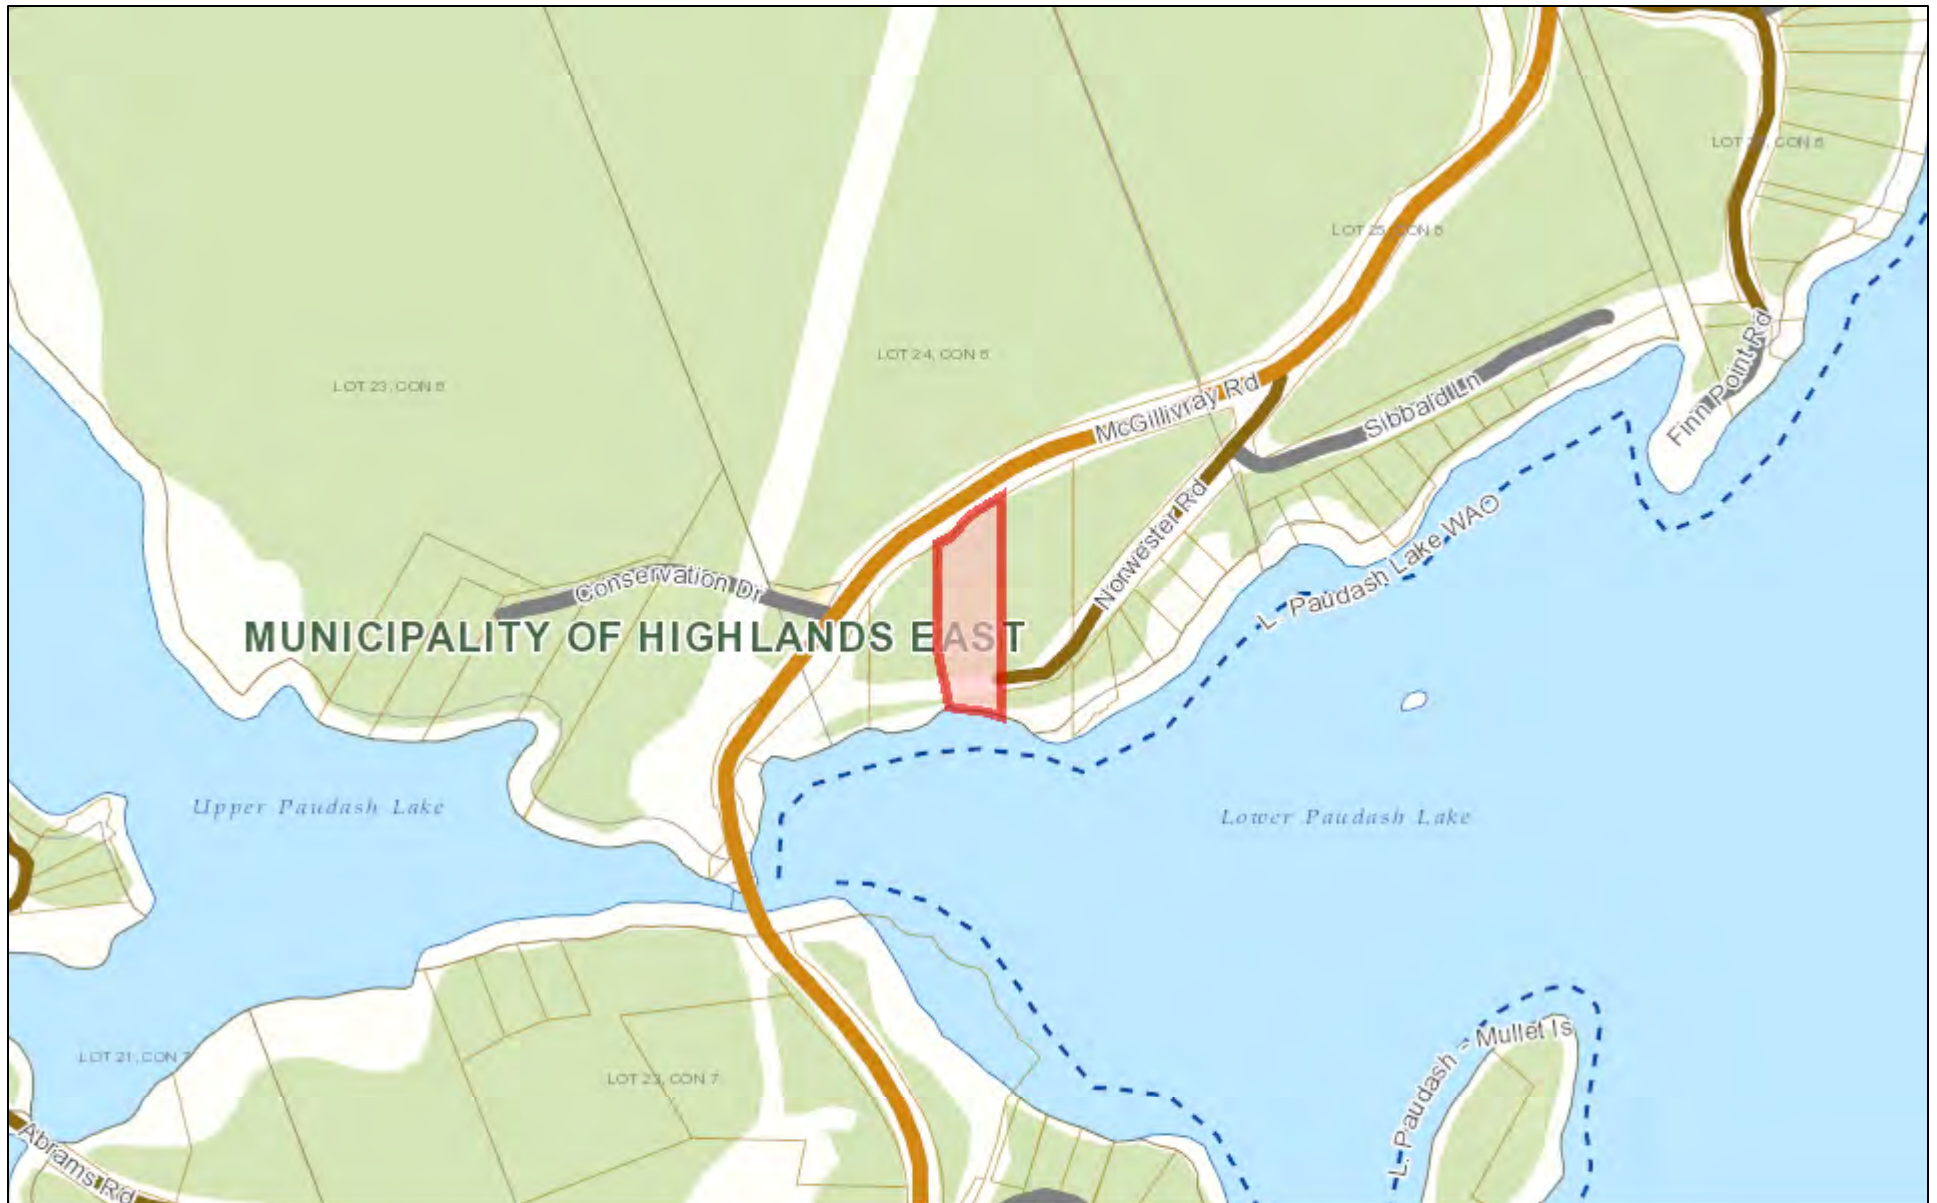 LOT 25, CON 8
LOT 24, CON 8
LOT 23, CON 8
McGillivray Rd
Sibbald Ln
Finn Point Rd
Norwester Rd
L. Paudash Lake WAO
Conservation Dr
MUNICIPALITY OF HIGHLANDS EAST
Upper Paudash Lake
Lower Paudash Lake
L. Paudash - Mullet Is
LOT 21, CON 7
LOT 23, CON 7
Abrams Rd